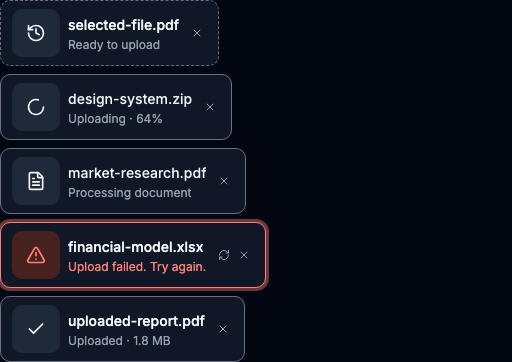 selected-file.pdf
Ready to upload
design-system.zip
Uploading · 64%
market-research.pdf
Processing document
financial-model.xlsx
Upload failed. Try again.
uploaded-report.pdf
Uploaded · 1.8 MB